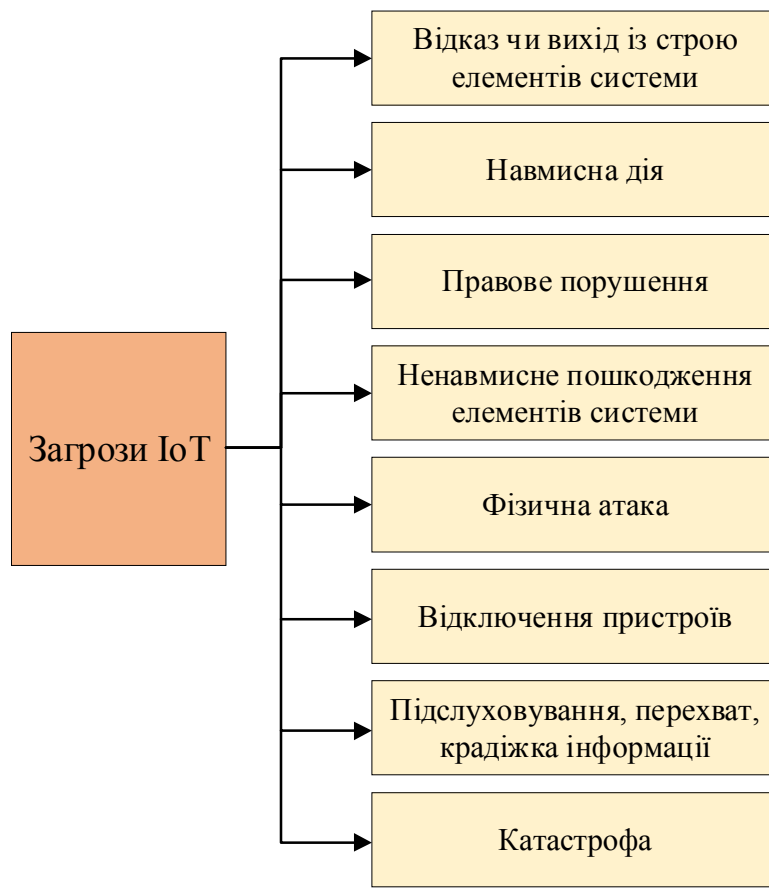 Відказ чи вихід із строю
елементів системи
Навмисна дія
Правове порушення
Ненавмисне пошкодження
елементів системи
Загрози ІоТ
Фізична атака
Відключення пристроїв
Підслуховування, перехват,
крадіжка інформації
Катастрофа